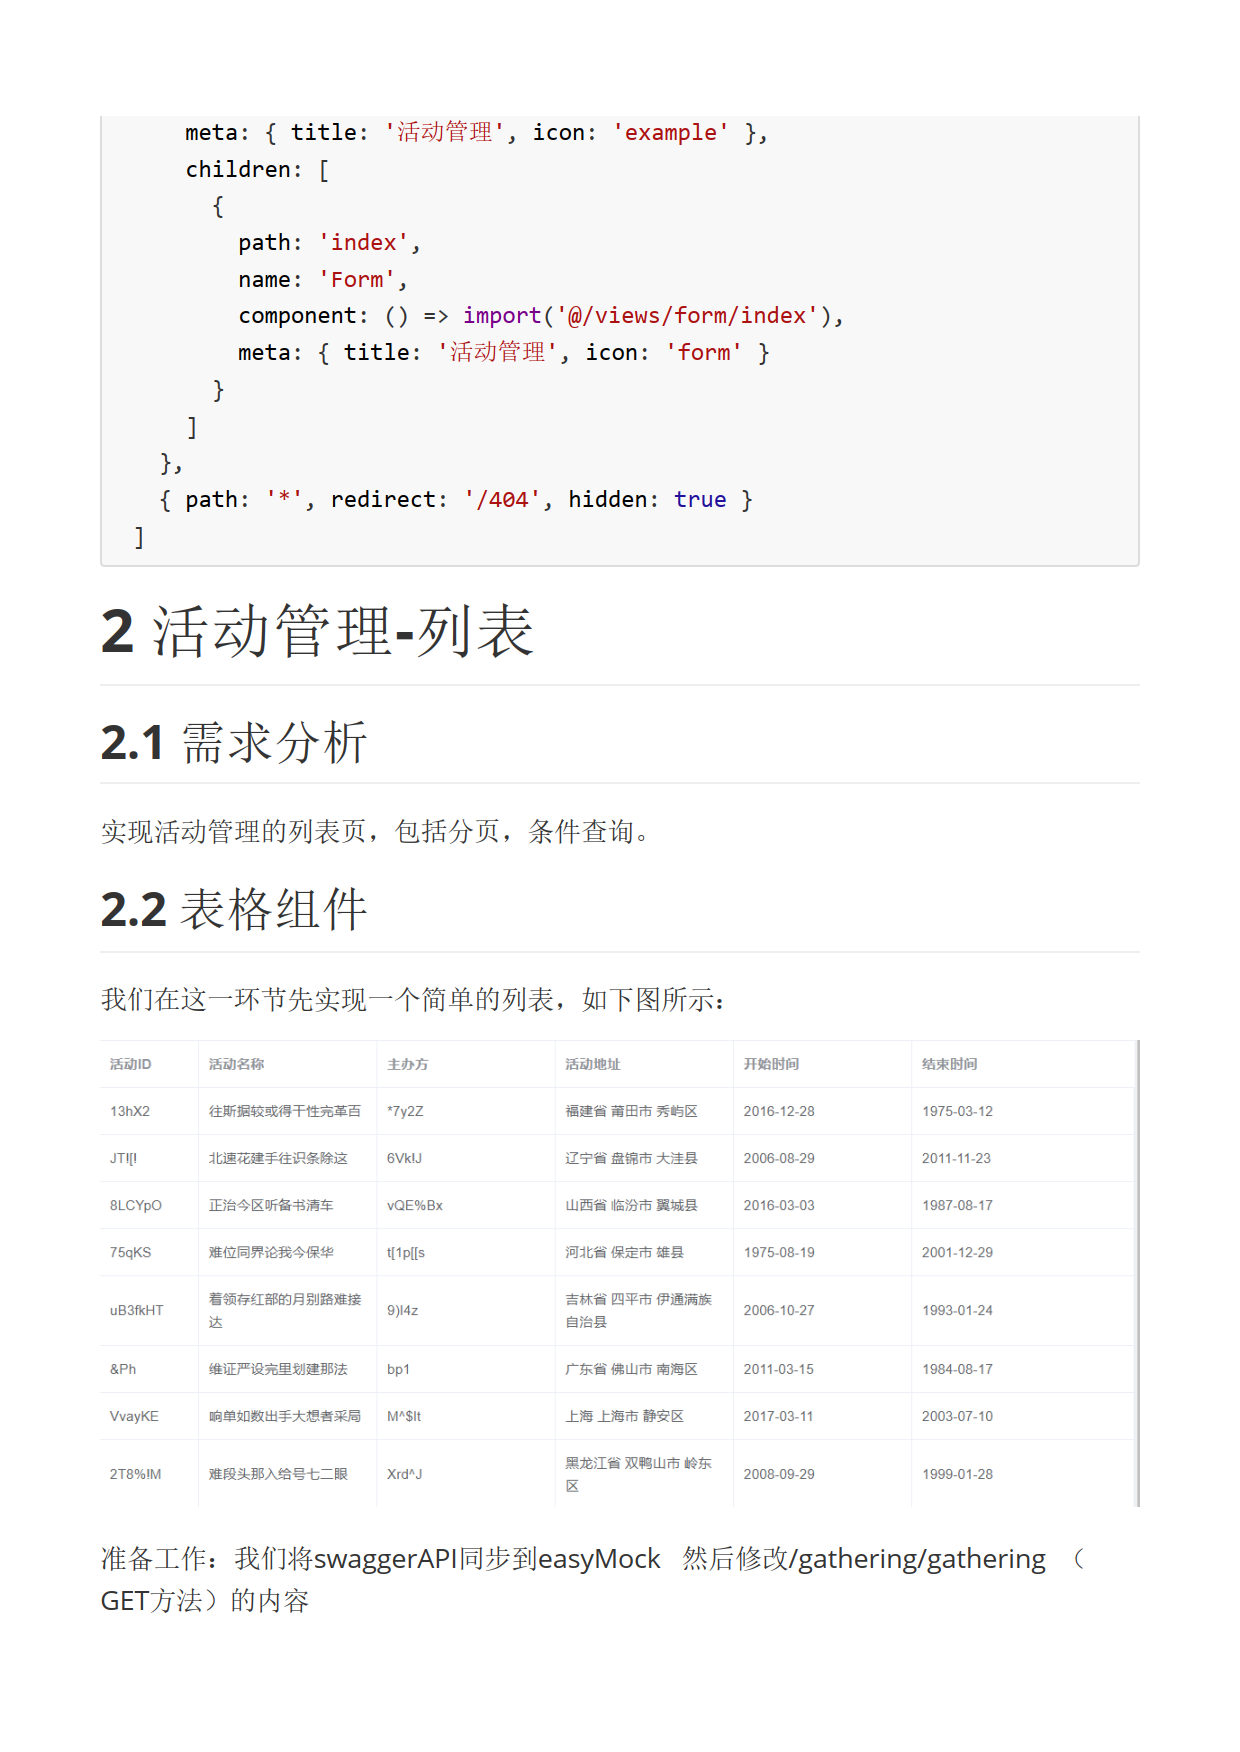 meta: { title: '活动管理', icon: 'example' },
children: [
{
path: 'index',
name: 'Form',
component: () => import('@/views/form/index'),
meta: { title: '活动管理', icon: 'form' }
}
]
},
{ path: '*', redirect: '/404', hidden: true }
]
2 活动管理-列表
2.1 需求分析
实现活动管理的列表页，包括分页，条件查询。
2.2 表格组件
我们在这一环节先实现一个简单的列表，如下图所示：
活动ID 活动名称 主办方 活动地址 开始时间 结束时间
13hX2 往斯据较或得干性完革百 *7y2Z 福建省 莆田市 秀屿区 2016-12-28 1975-03-12
JT![! 北速花建手往识条除这 6Vk!J 辽宁省 盘锦市 大洼县 2006-08-29 2011-11-23
8LCYpO 正治今区听备书清车 vQE%Bx 山西省 临汾市 翼城县 2016-03-03 1987-08-17
75qKS 难位同界论我今保华 t[1p[[s 河北省 保定市 雄县 1975-08-19 2001-12-29
uB3fkHT 着领存红部的月别路难接 9)l4z 吉林省 四平市 伊通满族 2006-10-27 1993-01-24
达 自治县
&Ph 维证严设完里划建那法 bp1 广东省 佛山市 南海区 2011-03-15 1984-08-17
VvayKE 响单如数出手大想者采局 M^$lt 上海 上海市 静安区 2017-03-11 2003-07-10
2T8%!M 难段头那入给号七二眼 Xrd^J 黑龙江省 双鸭山市 岭东 2008-09-29 1999-01-28
区
准备工作：我们将swaggerAPI同步到easyMock 然后修改/gathering/gathering （
GET方法）的内容